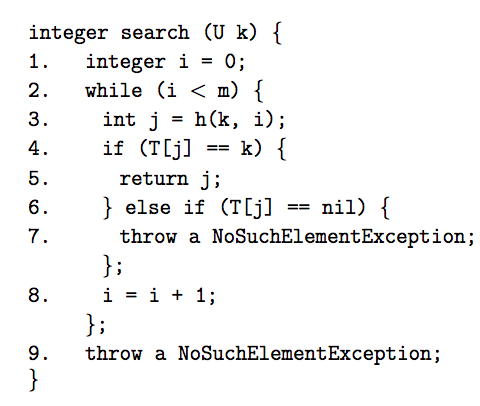 integer search (U k) {
1. integer i = 0;
2. while (i < m) {
3. int j = h(k, i);
4. if (T[j] == k) {
5. return j;
6. } else if (T[j] == nil) {
7. throw a NoSuchElementException;
};
8. i = i + 1;
};
9. throw a NoSuchElementException;
}